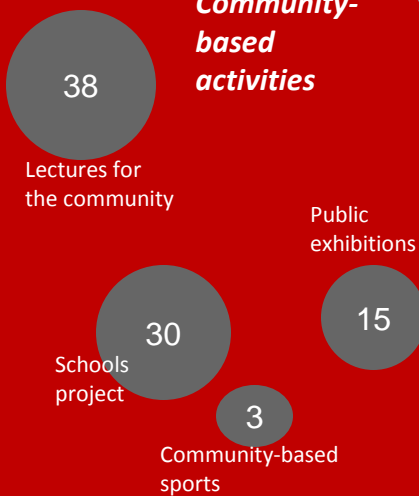 Community-
based
activities
38
Lectures for
the community
Public
exhibitions
15
30
Schools
project
3
Community-based
sports